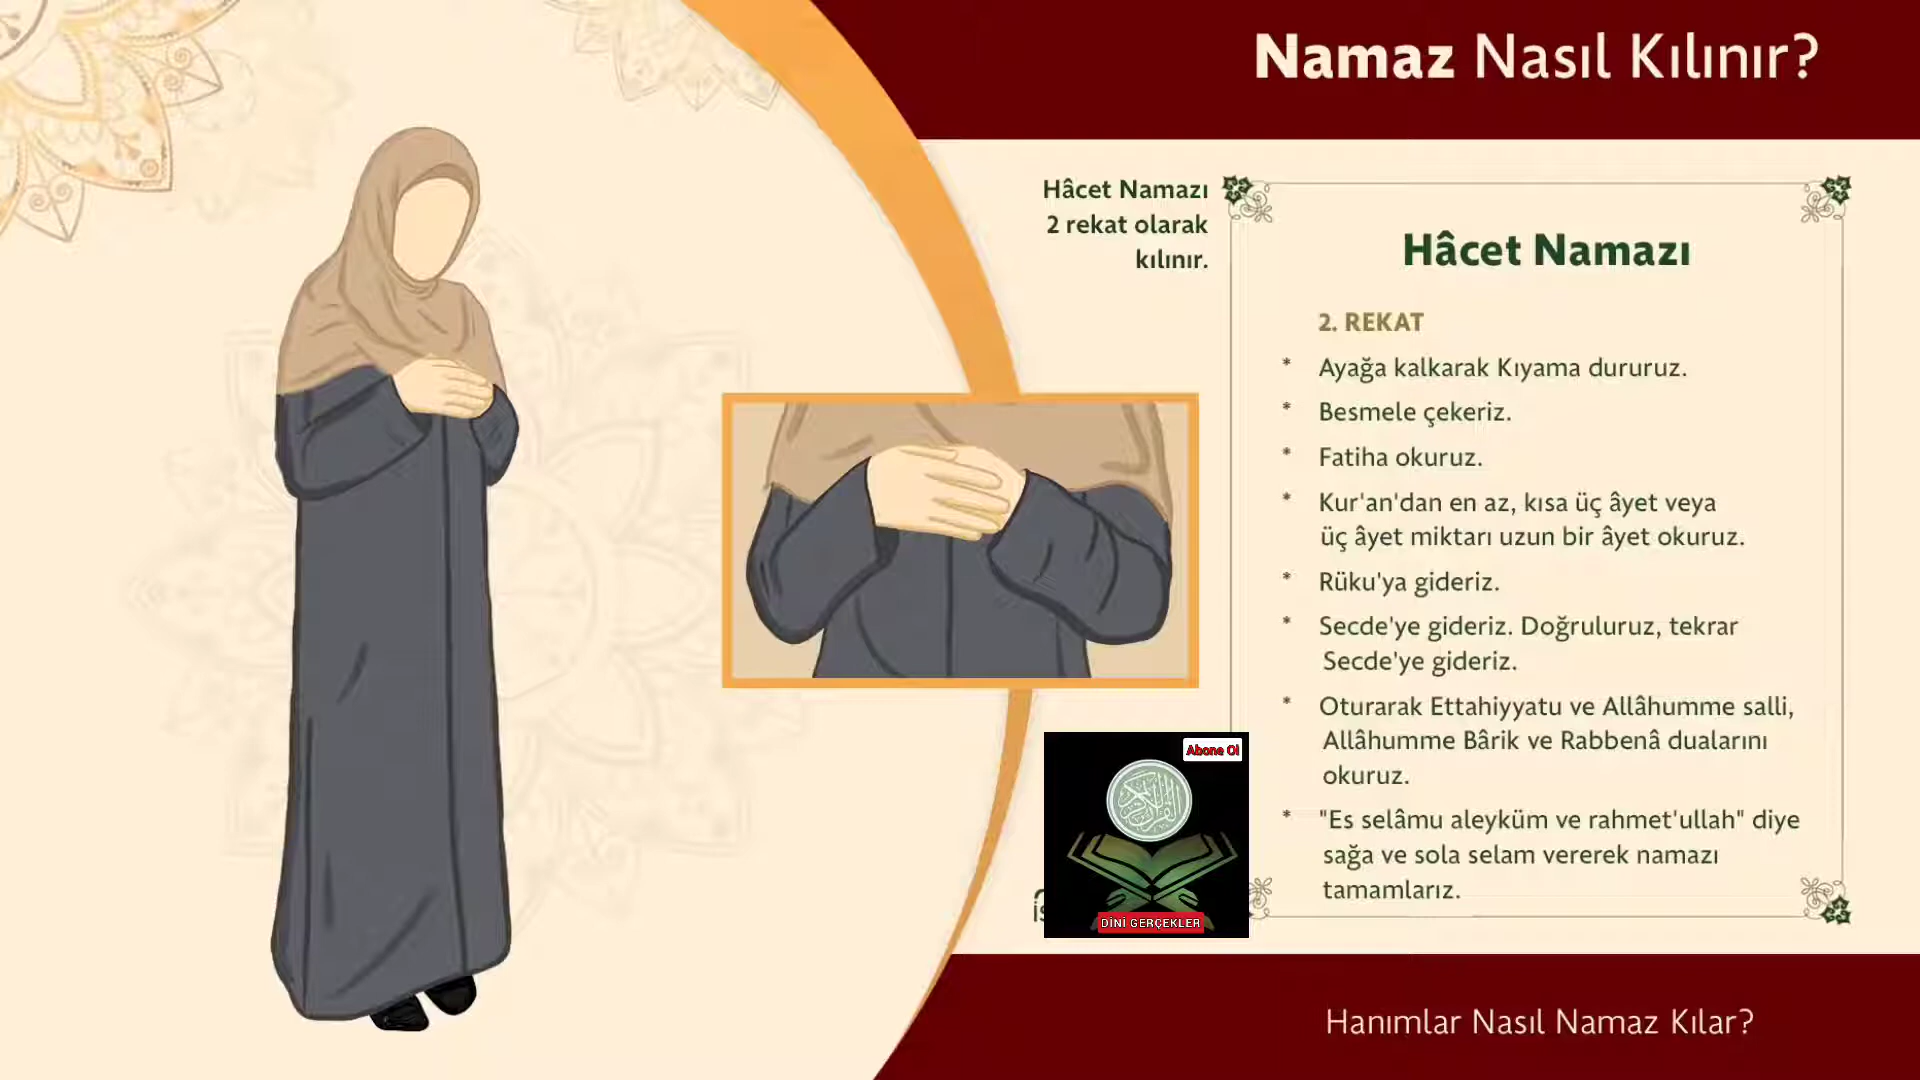 Namaz Nasıl Kılınır?
Hâcet Namazı
2 rekat olarak
kılınır.
Hâcet Namazı
2. REKAT
* Ayağa kalkarak Kıyama dururuz.
* Besmele çekeriz.
* Fatiha okuruz.
* Kur'an'dan en az, kısa üç âyet veya
üç âyet miktarı uzun bir âyet okuruz.
* Rüku'ya gideriz.
* Secde'ye gideriz. Doğruluruz, tekrar
Secde'ye gideriz.
* Oturarak Ettahiyyatu ve Allâhumme salli,
Allâhumme Bârik ve Rabbenâ dualarını
okuruz.
* "Es selâmu aleyküm ve rahmet'ullah" diye
sağa ve sola selam vererek namazı
tamamlarız.
Abone Ol
DİNİ GERÇEKLER
Hanımlar Nasıl Namaz Kılar?